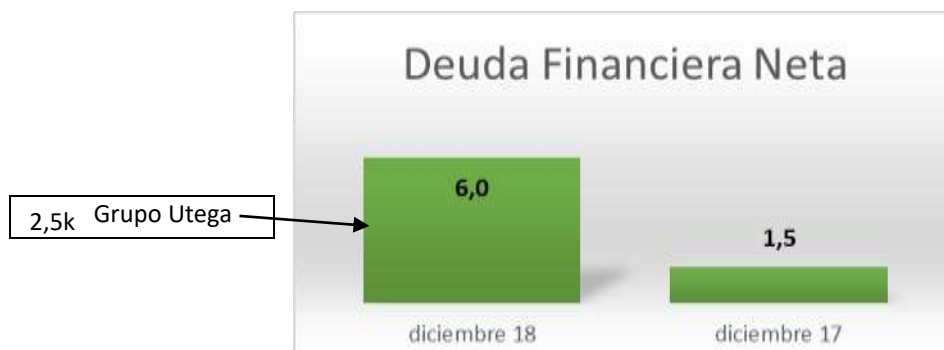 Deuda Financiera Neta
6,0
2,5k Grupo Utega
1,5
diciembre 18 diciembre 17